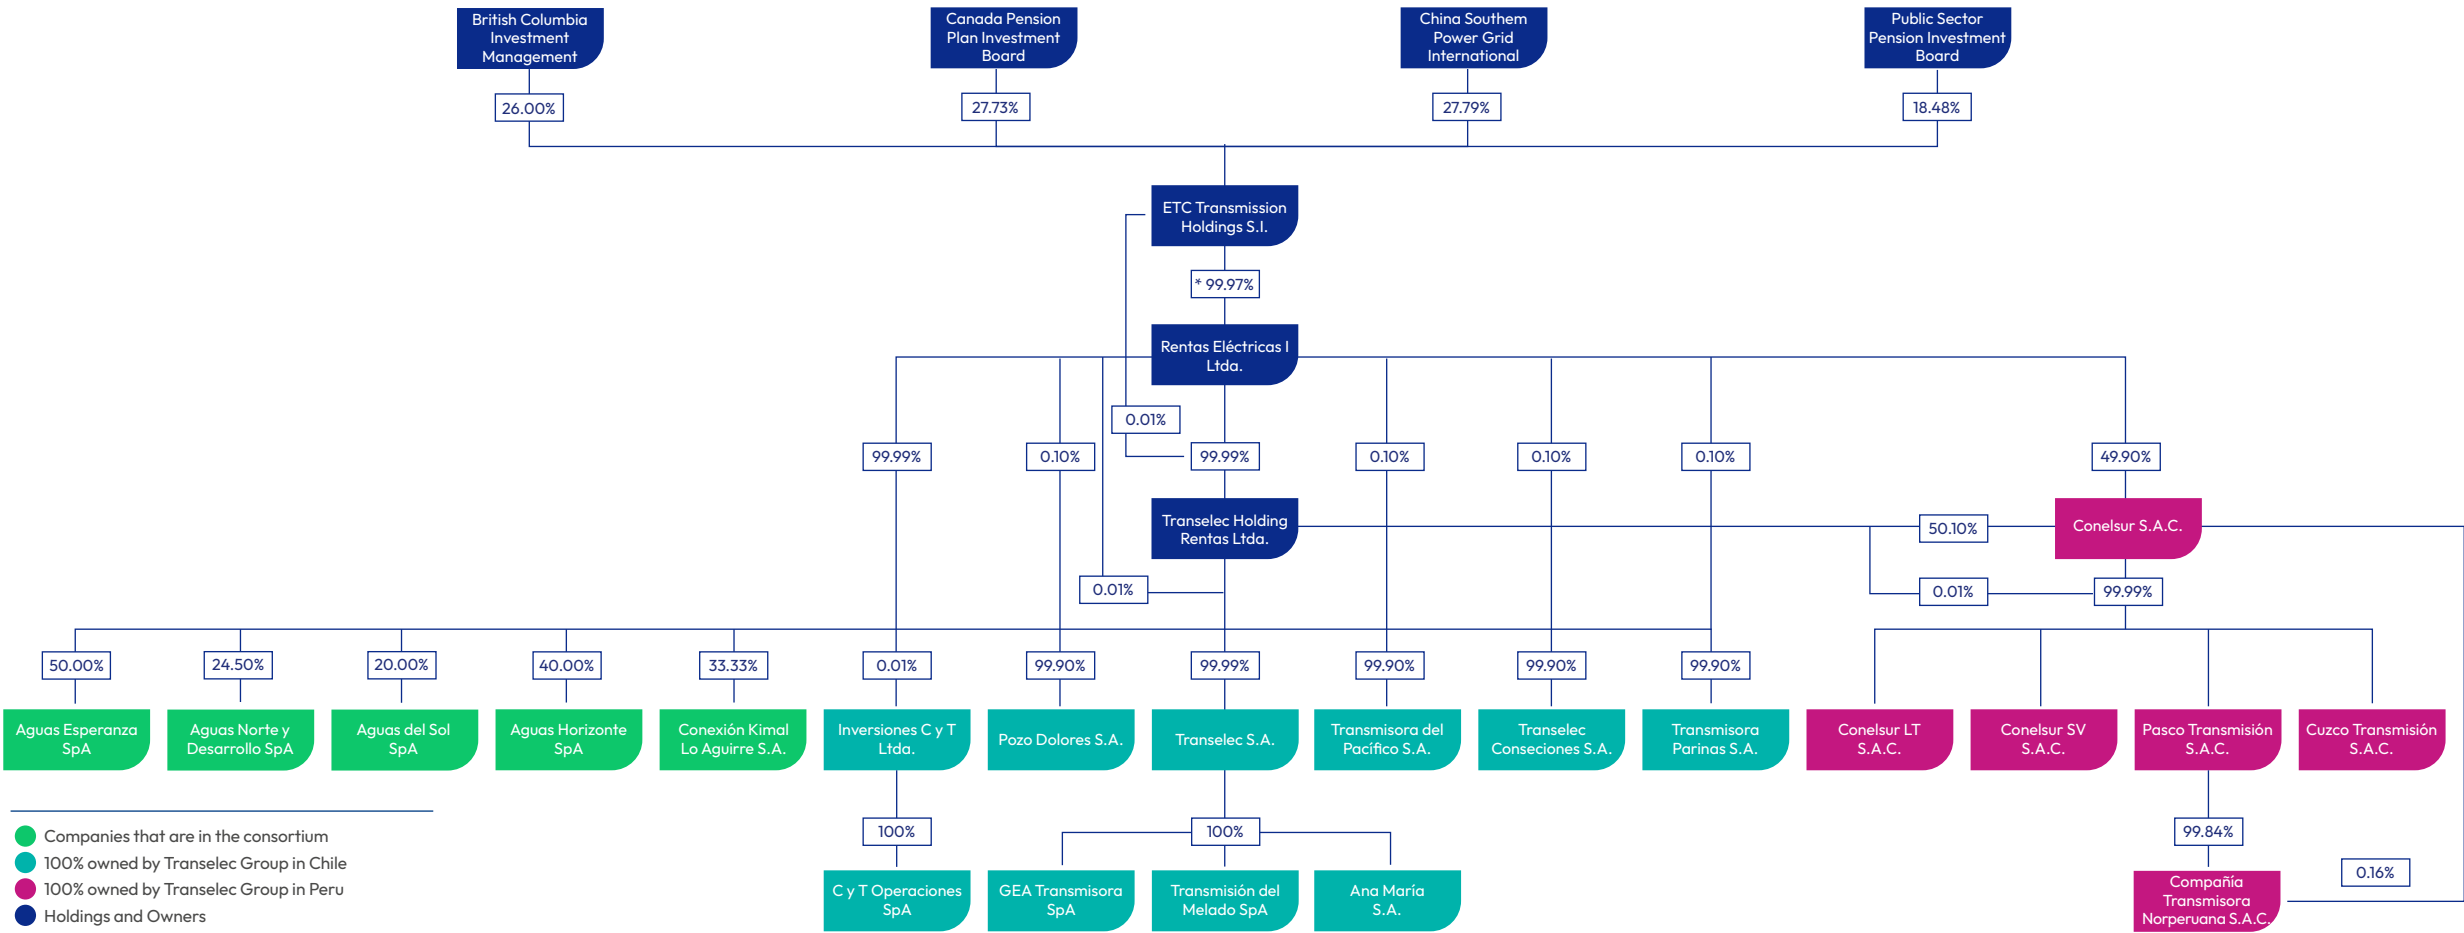 British Columbia
Investment
Management
Canada Pension
Plan Investment
Board
China Southem
Power Grid
International
Public Sector
Pension Investment
Board
26.00%
27.73%
27.79%
18.48%
ETC Transmission
Holdings S.I.
* 99.97%
Rentas Eléctricas I
Ltda.
0.01%
99.99%
0.10%
99.99%
0.10%
0.10%
0.10%
49.90%
Transelec Holding
Rentas Ltda.
50.10%
Conelsur S.A.C.
0.01%
0.01%
99.99%
50.00%
24.50%
20.00%
40.00%
33.33%
0.01%
99.90%
99.99%
99.90%
99.90%
99.90%
Aguas Esperanza
SpA
Aguas Norte y
Desarrollo SpA
Aguas del Sol
SpA
Aguas Horizonte
SpA
Conexión Kimal
Lo Aguirre S.A.
Inversiones C y T
Ltda.
Pozo Dolores S.A.
Transelec S.A.
Transmisora del
Pacífico S.A.
Transelec
Conseciones S.A.
Transmisora
Parinas S.A.
Conelsur LT
S.A.C.
Conelsur SV
S.A.C.
Pasco Transmisión
S.A.C.
Cuzco Transmisión
S.A.C.
100%
100%
99.84%
0.16%
C y T Operaciones
SpA
GEA Transmisora
SpA
Transmisión del
Melado SpA
Ana María
S.A.
Compañía
Transmisora
Norperuana S.A.C.
Companies that are in the consortium
100% owned by Transelec Group in Chile
100% owned by Transelec Group in Peru
Holdings and Owners